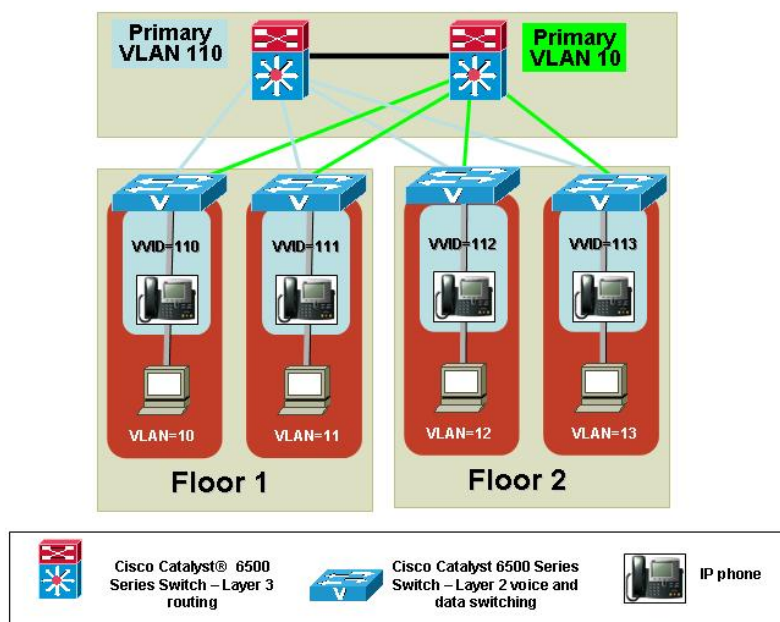 Primary
VLAN 110
Primary
VLAN 10
V
V
V
V
VVID=110
VVID=111
VVID=112
VVID=113
VLAN=10
VLAN=11
VLAN=12
VLAN=13
Floor 1
Floor 2
Cisco Catalyst® 6500
Series Switch – Layer 3
routing
V
Cisco Catalyst 6500 Series
Switch – Layer 2 voice and
data switching
IP phone